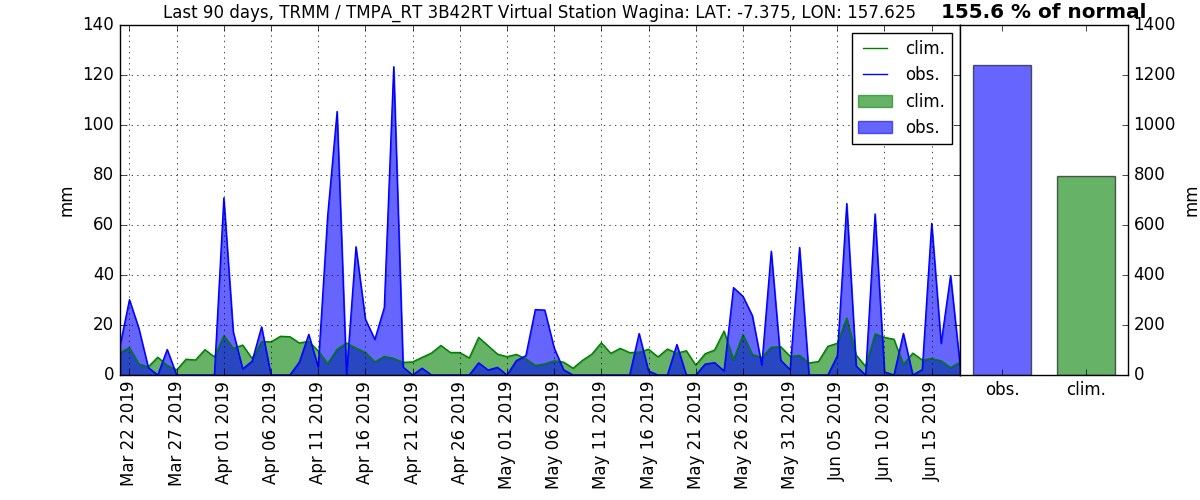 Last 90 days, TRMM / TMPA_RT 3B42RT Virtual Station Wagina: LAT: -7.375, LON: 157.625
155.6 % of normal
140
120
100
80
60
40
20
0
mm
clim.
obs.
clim.
obs.
1400
1200
1000
800
600
400
200
0
mm
Mar 22 2019
Mar 27 2019
Apr 01 2019
Apr 06 2019
Apr 11 2019
Apr 16 2019
Apr 21 2019
Apr 26 2019
May 01 2019
May 06 2019
May 11 2019
May 16 2019
May 21 2019
May 26 2019
May 31 2019
Jun 05 2019
Jun 10 2019
Jun 15 2019
obs.
clim.